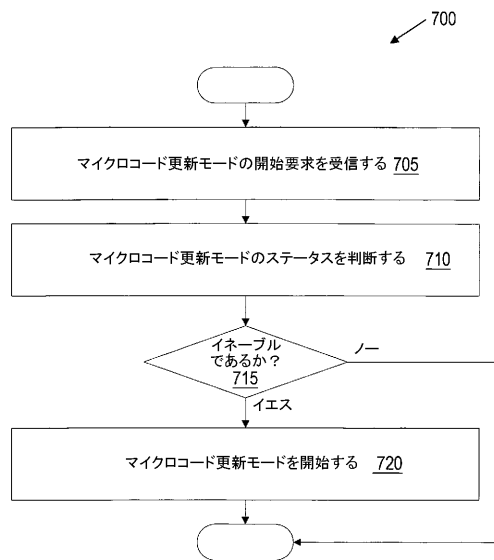 700
マイクロコード更新モードの開始要求を受信する 705
マイクロコード更新モードのステータスを判断する 710
イネーブル
であるか?
715
ノー
イエス
マイクロコード更新モードを開始する 720